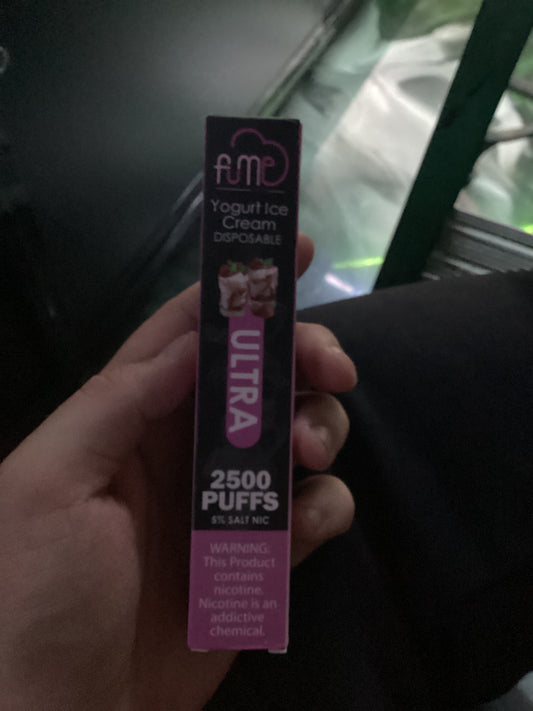 fume
Yogurt Ice
Cream
DISPOSABLE
ULTRA
2500
PUFFS
5% SALT NIC
WARNING:
This Product
contains
nicotine.
Nicotine is an
addictive
chemical.